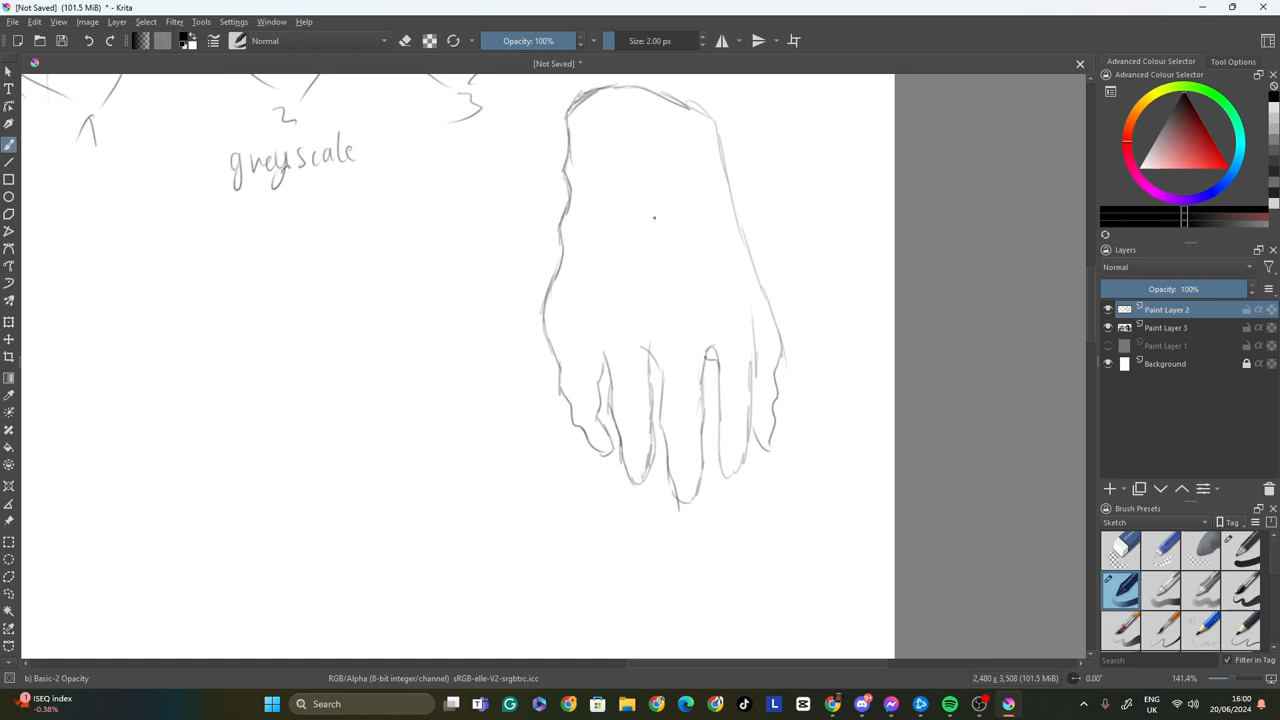 [Not Saved] (101.5 MiB) * - Krita
File Edit View Image Layer Select Filter Tools Settings Window Help
Normal Opacity: 100% Size: 2.00 px
[Not Saved] *
Advanced Colour Selector Tool Options
Advanced Colour Selector
1 2 3
greyscale
Layers
Normal
Opacity: 100%
Paint Layer 2
Paint Layer 3
Paint Layer 1
Background
Brush Presets
Sketch Tag
Search Filter in Tag
b) Basic-2 Opacity RGB/Alpha (8-bit integer/channel) sRGB-elle-V2-srgbtrc.icc 2,480 x 3,508 (101.5 MiB) 0.00° 141.4%
ISEQ index
-0.38%
Search
ENG
UK
16:00
20/06/2024